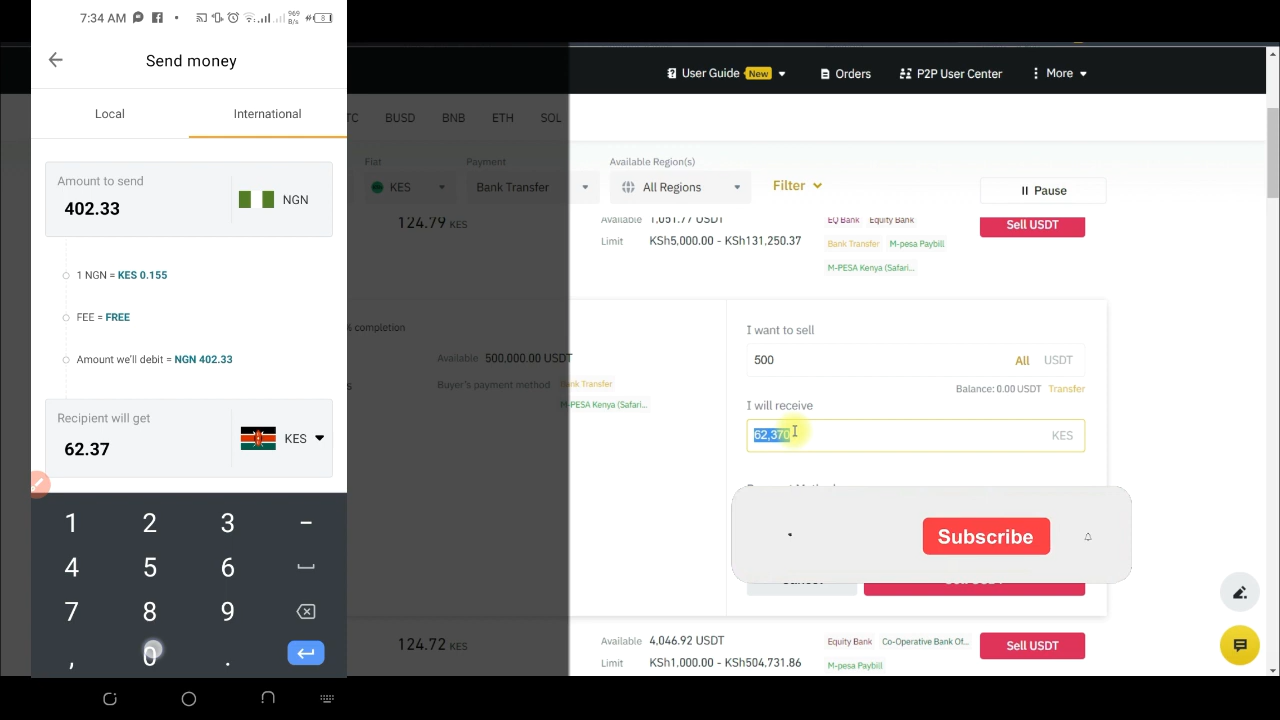 7:34 AM
969
B/s
8
Send money
Local
International
Amount to send
402.33
NGN
1 NGN = KES 0.155
FEE = FREE
Amount we'll debit = NGN 402.33
Recipient will get
62.37
KES
1 2 3 –
4 5 6
7 8 9
, 0 .
User Guide New
Orders
P2P User Center
More
TC BUSD BNB ETH SOL
Fiat
Payment
Available Region(s)
KES
Bank Transfer
All Regions
Filter
Pause
124.79 KES
Available 1,051.77 USDT
EQ Bank Equity Bank
Sell USDT
Limit KSh5,000.00 - KSh131,250.37
Bank Transfer M-pesa Paybill
M-PESA Kenya (Safari...
% completion
Available 500,000.00 USDT
Buyer's payment method
Bank Transfer
M-PESA Kenya (Safari...
I want to sell
500
All USDT
Balance: 0.00 USDT Transfer
I will receive
62,370
KES
Subscribe
124.72 KES
Available 4,046.92 USDT
Equity Bank Co-Operative Bank Of...
Sell USDT
Limit KSh1,000.00 - KSh504,731.86
M-pesa Paybill